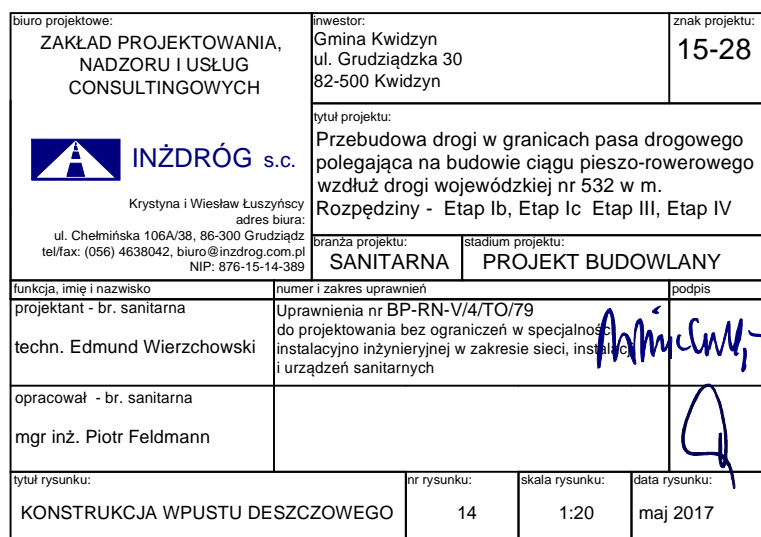 biuro projektowe:
ZAKŁAD PROJEKTOWANIA,
NADZORU I USŁUG
CONSULTINGOWYCH
INŻDRÓG s.c.
Krystyna i Wiesław Łuszyńscy
adres biura:
ul. Chełmińska 106A/38, 86-300 Grudziądz
tel/fax: (056) 4638042, biuro@inzdrog.com.pl
NIP: 876-15-14-389
inwestor:
Gmina Kwidzyn
ul. Grudziądzka 30
82-500 Kwidzyn
znak projektu:
15-28
tytuł projektu:
Przebudowa drogi w granicach pasa drogowego
polegająca na budowie ciągu pieszo-rowerowego
wzdłuż drogi wojewódzkiej nr 532 w m.
Rozpędziny - Etap Ib, Etap Ic Etap III, Etap IV
branża projektu:
SANITARNA
stadium projektu:
PROJEKT BUDOWLANY
funkcja, imię i nazwisko
numer i zakres uprawnień
podpis
projektant - br. sanitarna
techn. Edmund Wierzchowski
Uprawnienia nr BP-RN-V/4/TO/79
do projektowania bez ograniczeń w specjalności
instalacyjno inżynieryjnej w zakresie sieci, instalacji
i urządzeń sanitarnych
opracował - br. sanitarna
mgr inż. Piotr Feldmann
tytuł rysunku:
KONSTRUKCJA WPUSTU DESZCZOWEGO
nr rysunku:
14
skala rysunku:
1:20
data rysunku:
maj 2017